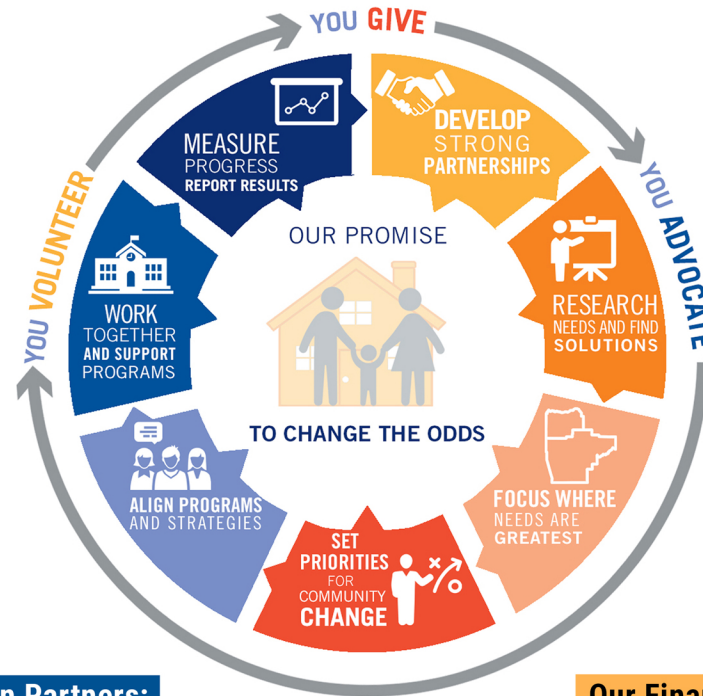 YOU GIVE
YOU ADVOCATE
YOU VOLUNTEER
MEASURE
PROGRESS
REPORT RESULTS
DEVELOP
STRONG
PARTNERSHIPS
RESEARCH
NEEDS AND FIND
SOLUTIONS
FOCUS WHERE
NEEDS ARE
GREATEST
SET
PRIORITIES
FOR
COMMUNITY
CHANGE
ALIGN PROGRAMS
AND STRATEGIES
WORK
TOGETHER
AND SUPPORT
PROGRAMS
OUR PROMISE
TO CHANGE THE ODDS
Partners:
Our